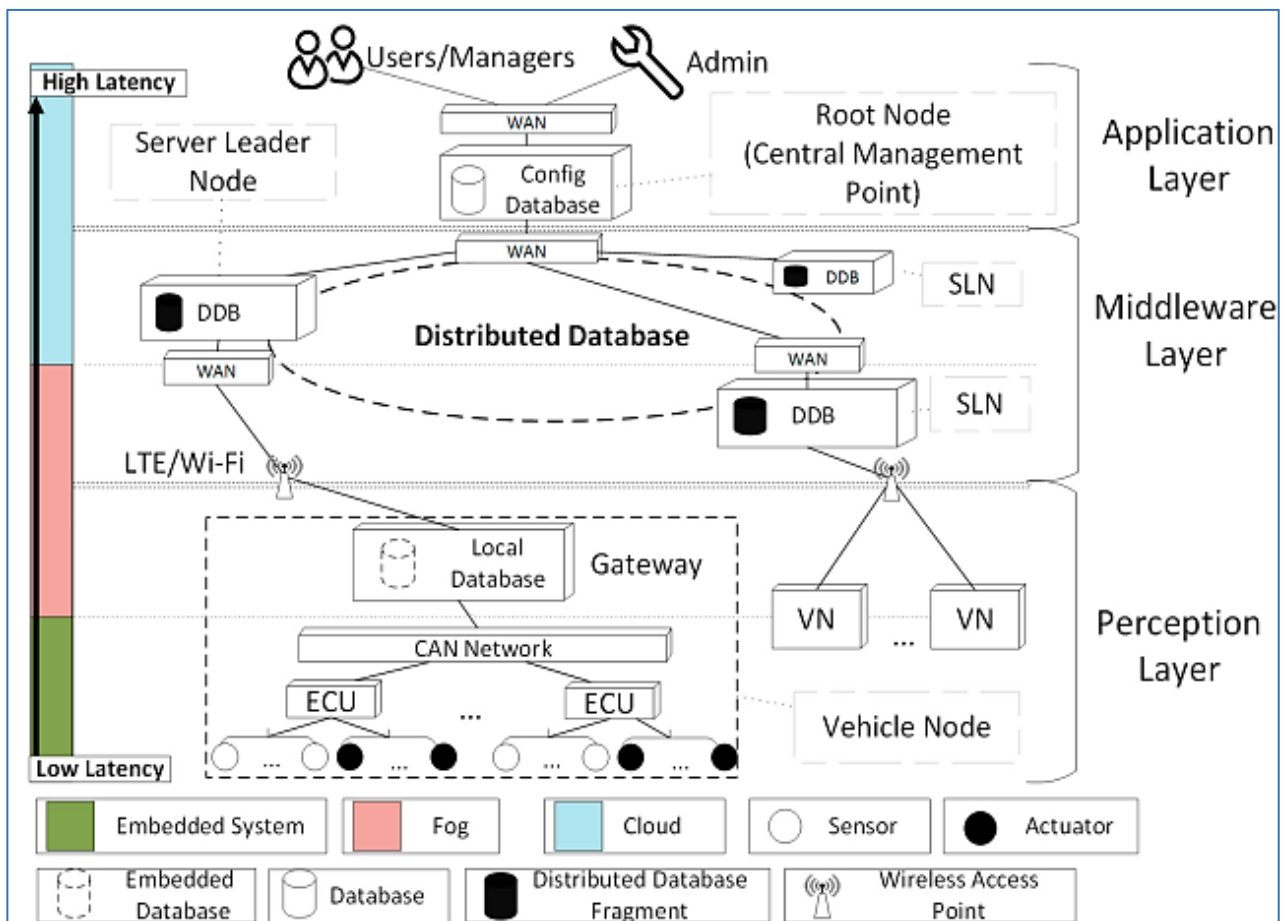 Users/Managers
Admin
High Latency
WAN
Server Leader
Node
Config
Database
Root Node
(Central Management
Point)
Application
Layer
WAN
DDB
SLN
DDB
Distributed Database
WAN
WAN
DDB
SLN
Middleware
Layer
LTE/Wi-Fi
Local
Database
Gateway
VN
...
VN
CAN Network
ECU
...
ECU
Perception
Layer
Vehicle Node
... ... ... ...
Low Latency
Embedded System
Fog
Cloud
Sensor
Actuator
Embedded
Database
Database
Distributed Database
Fragment
Wireless Access
Point